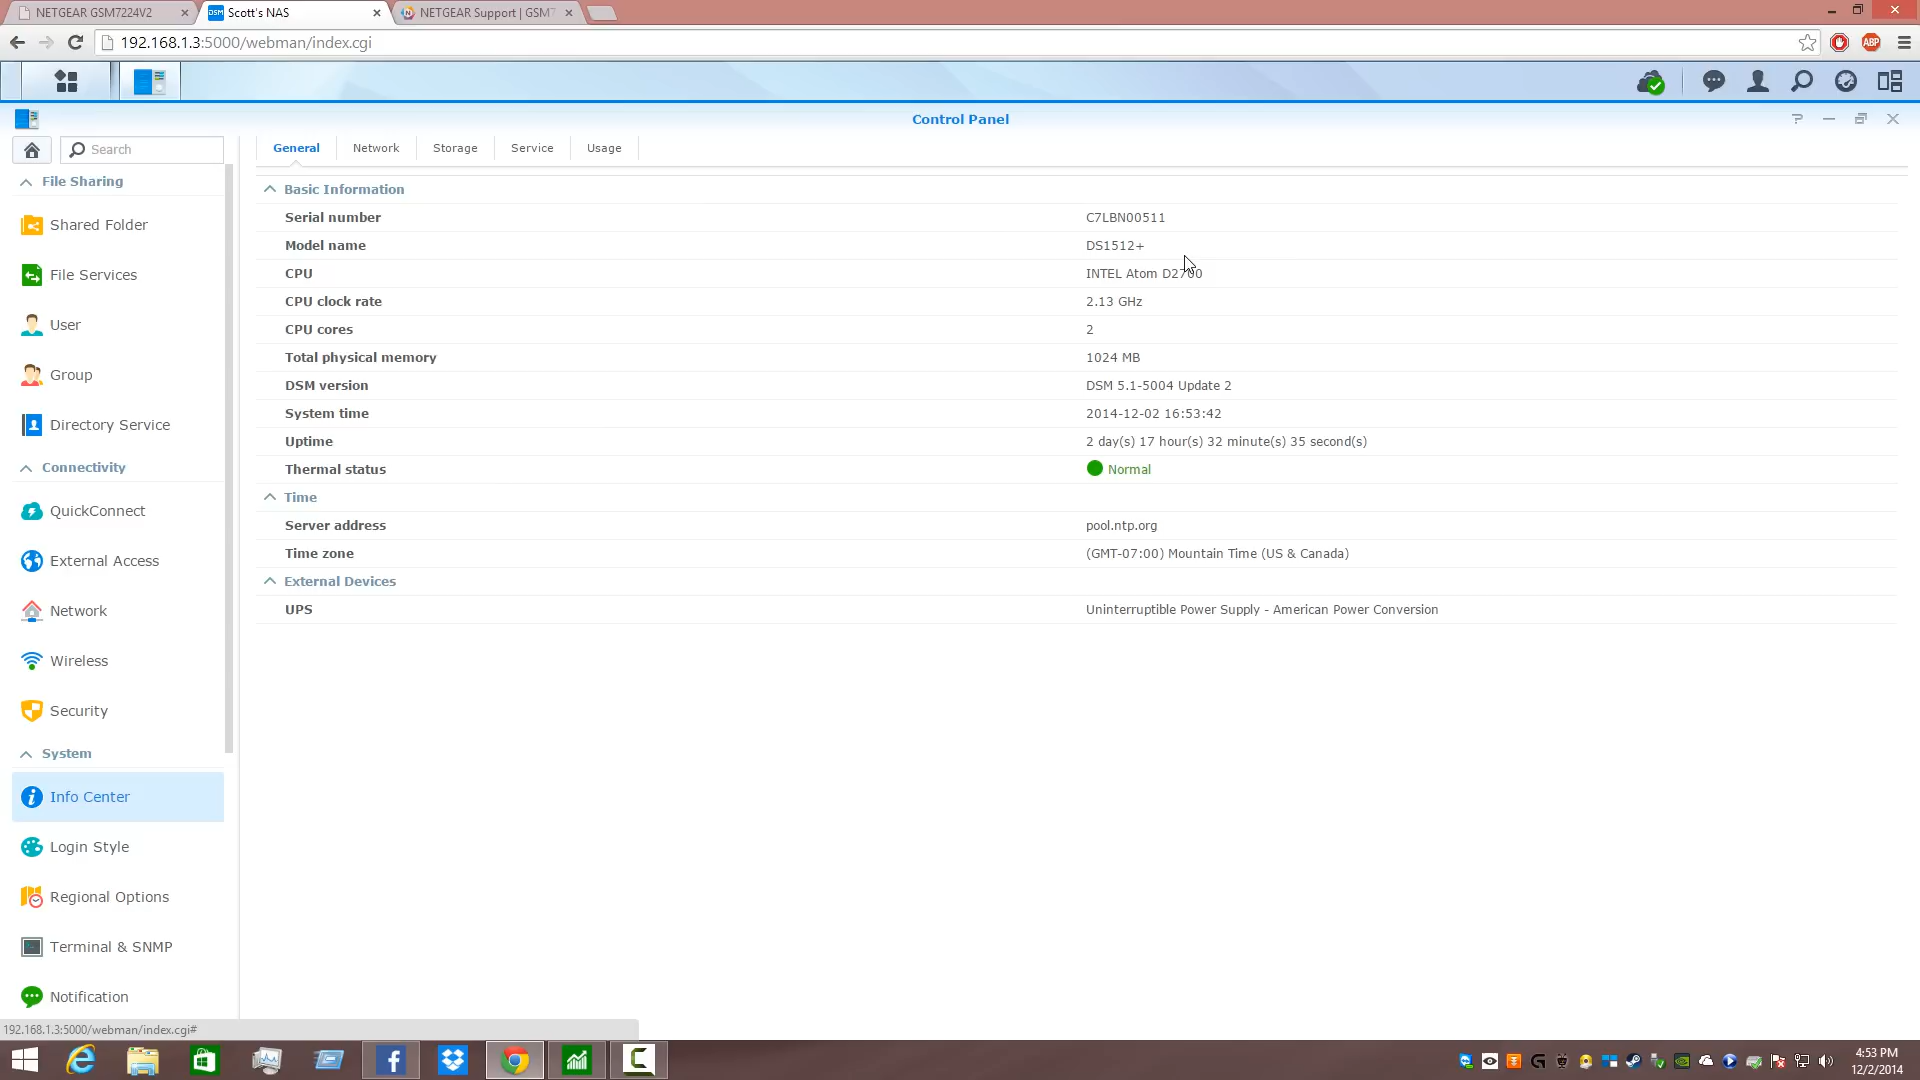 NETGEAR GSM7224V2
DSM Scott's NAS
NETGEAR Support | GSM7
192.168.1.3:5000/webman/index.cgi
ABP
Control Panel
Search
General
Network
Storage
Service
Usage
File Sharing
Shared Folder
File Services
User
Group
Directory Service
Connectivity
QuickConnect
External Access
Network
Wireless
Security
System
Info Center
Login Style
Regional Options
Terminal & SNMP
Notification
Basic Information
Serial number C7LBN00511
Model name DS1512+
CPU INTEL Atom D2700
CPU clock rate 2.13 GHz
CPU cores 2
Total physical memory 1024 MB
DSM version DSM 5.1-5004 Update 2
System time 2014-12-02 16:53:42
Uptime 2 day(s) 17 hour(s) 32 minute(s) 35 second(s)
Thermal status Normal
Time
Server address pool.ntp.org
Time zone (GMT-07:00) Mountain Time (US & Canada)
External Devices
UPS Uninterruptible Power Supply - American Power Conversion
192.168.1.3:5000/webman/index.cgi#
4:53 PM
12/2/2014